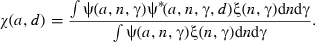 χ(a, d) = ∫ψ(a, n, γ)ψ*(a, n, γ, d)ξ(n, γ)dndγ / ∫ψ(a, n, γ)ξ(n, γ)dndγ .